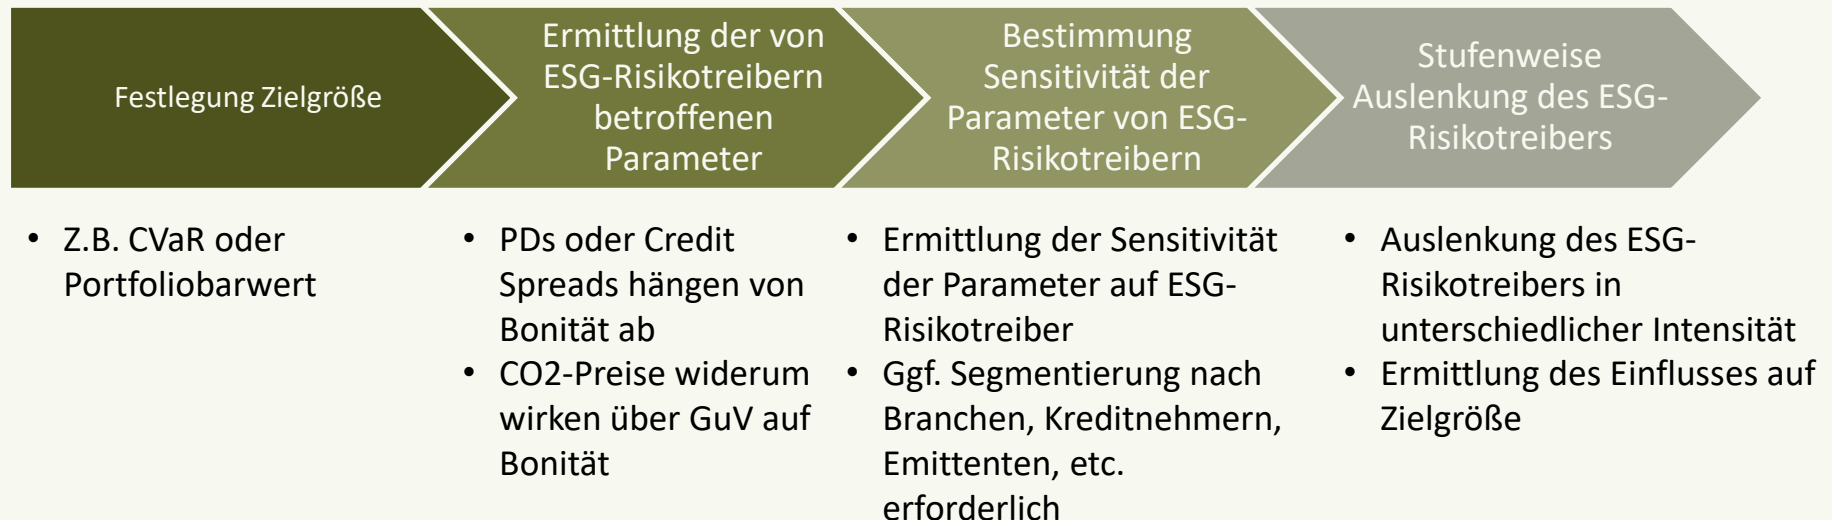 Festlegung Zielgröße
Ermittlung der von
ESG-Risikotreibern
betroffenen
Parameter
Bestimmung
Sensitivität der
Parameter von ESG-
Risikotreibern
Stufenweise
Auslenkung des ESG-
Risikotreibers
• Z.B. CVaR oder
Portfoliobarwert
• PDs oder Credit
Spreads hängen von
Bonität ab
• CO2-Preise widerum
wirken über GuV auf
Bonität
• Ermittlung der Sensitivität
der Parameter auf ESG-
Risikotreiber
• Ggf. Segmentierung nach
Branchen, Kreditnehmern,
Emittenten, etc.
erforderlich
• Auslenkung des ESG-
Risikotreibers in
unterschiedlicher Intensität
• Ermittlung des Einflusses auf
Zielgröße